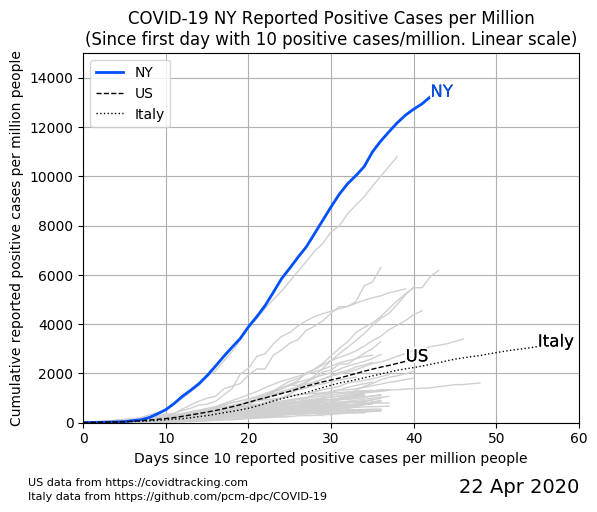 COVID-19 NY Reported Positive Cases per Million
(Since first day with 10 positive cases/million. Linear scale)
Cumulative reported positive cases per million people
14000
12000
10000
8000
6000
4000
2000
0
NY
US
Italy
NY
US
Italy
0 10 20 30 40 50 60
Days since 10 reported positive cases per million people
US data from https://covidtracking.com
Italy data from https://github.com/pcm-dpc/COVID-19
22 Apr 2020